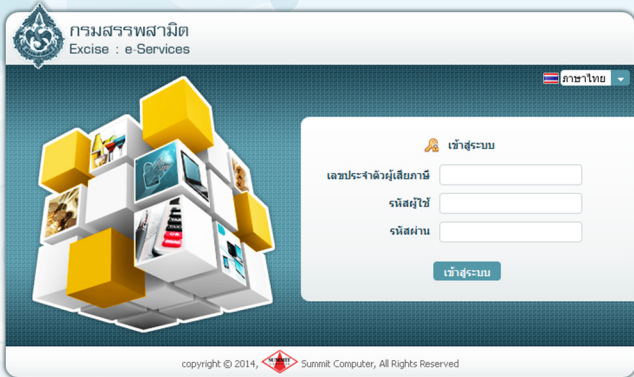 กรมสรรพสามิต
Excise : e-Services
ภาษาไทย
เข้าสู่ระบบ
เลขประจำตัวผู้เสียภาษี
รหัสผู้ใช้
รหัสผ่าน
เข้าสู่ระบบ
copyright © 2014, SUMMIT Summit Computer, All Rights Reserved